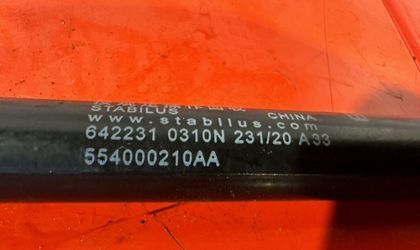 STABILUS CHINA
www.stabilus.com
642231 0310N 231/20 A33
554000210AA